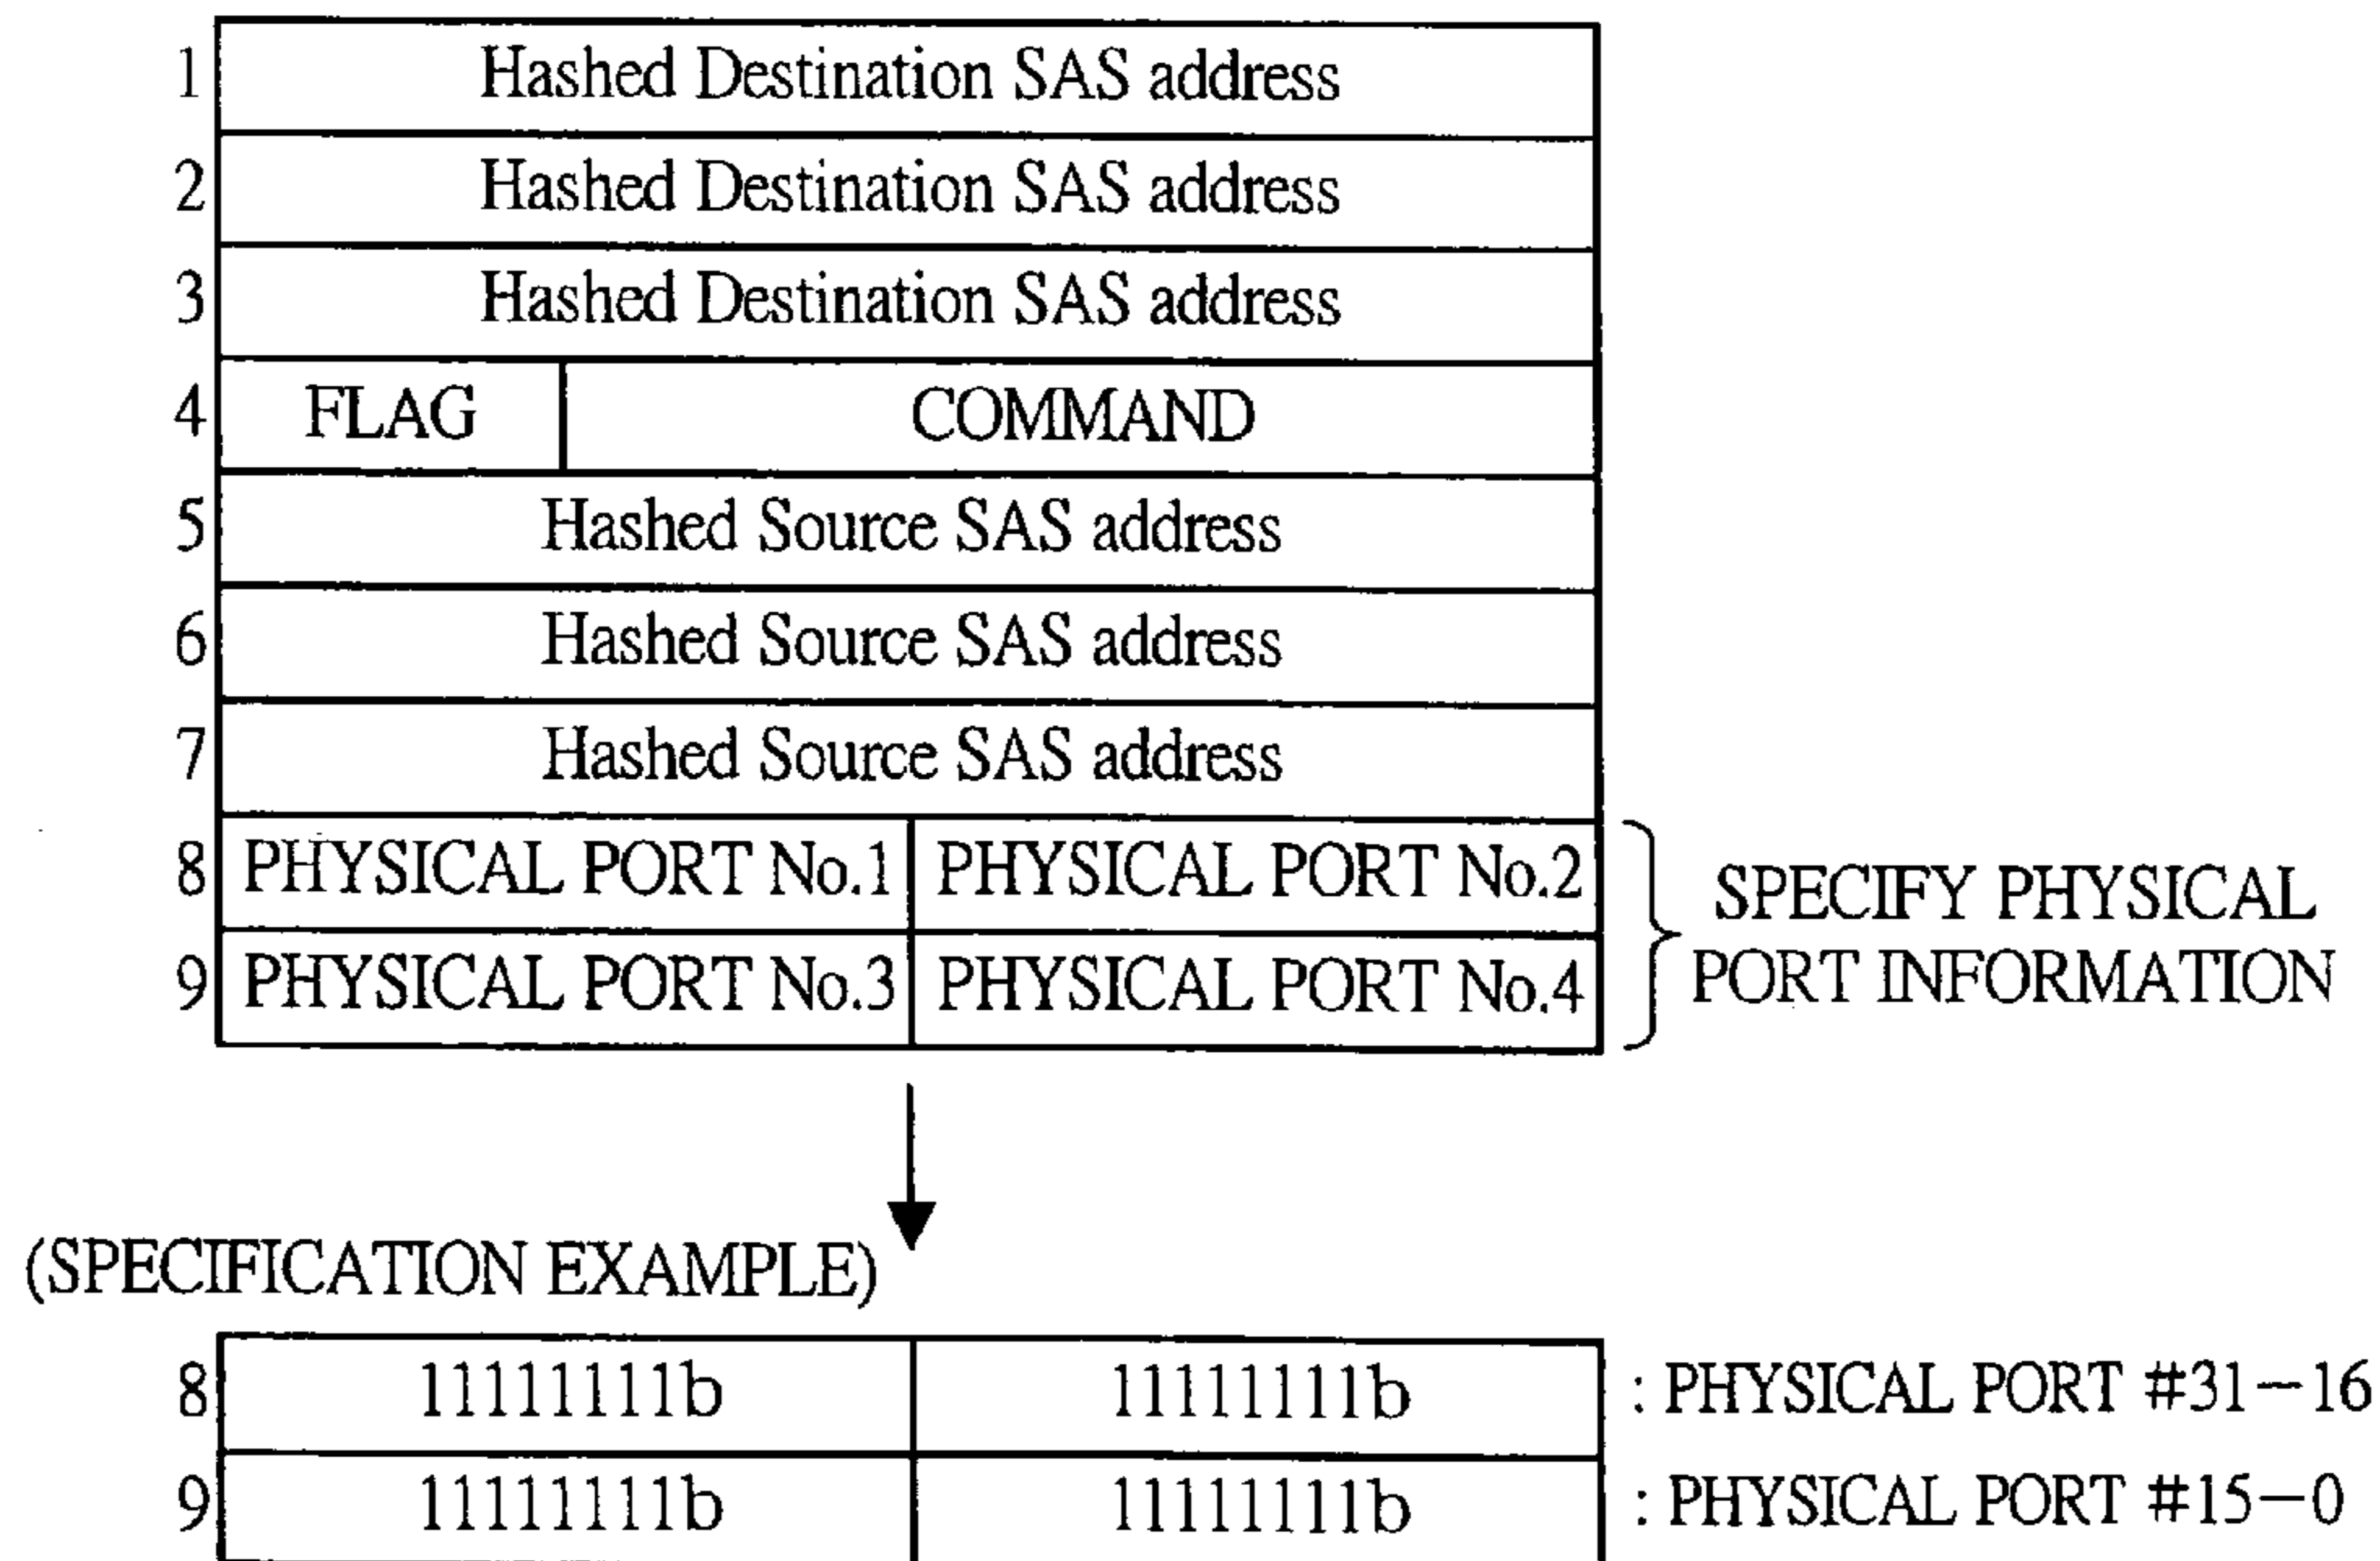 1 Hashed Destination SAS address
2 Hashed Destination SAS address
3 Hashed Destination SAS address
4 FLAG COMMAND
5 Hashed Source SAS address
6 Hashed Source SAS address
7 Hashed Source SAS address
8 PHYSICAL PORT No.1 PHYSICAL PORT No.2
9 PHYSICAL PORT No.3 PHYSICAL PORT No.4
SPECIFY PHYSICAL
PORT INFORMATION
(SPECIFICATION EXAMPLE)
8 11111111b 11111111b : PHYSICAL PORT #31—16
9 11111111b 11111111b : PHYSICAL PORT #15—0